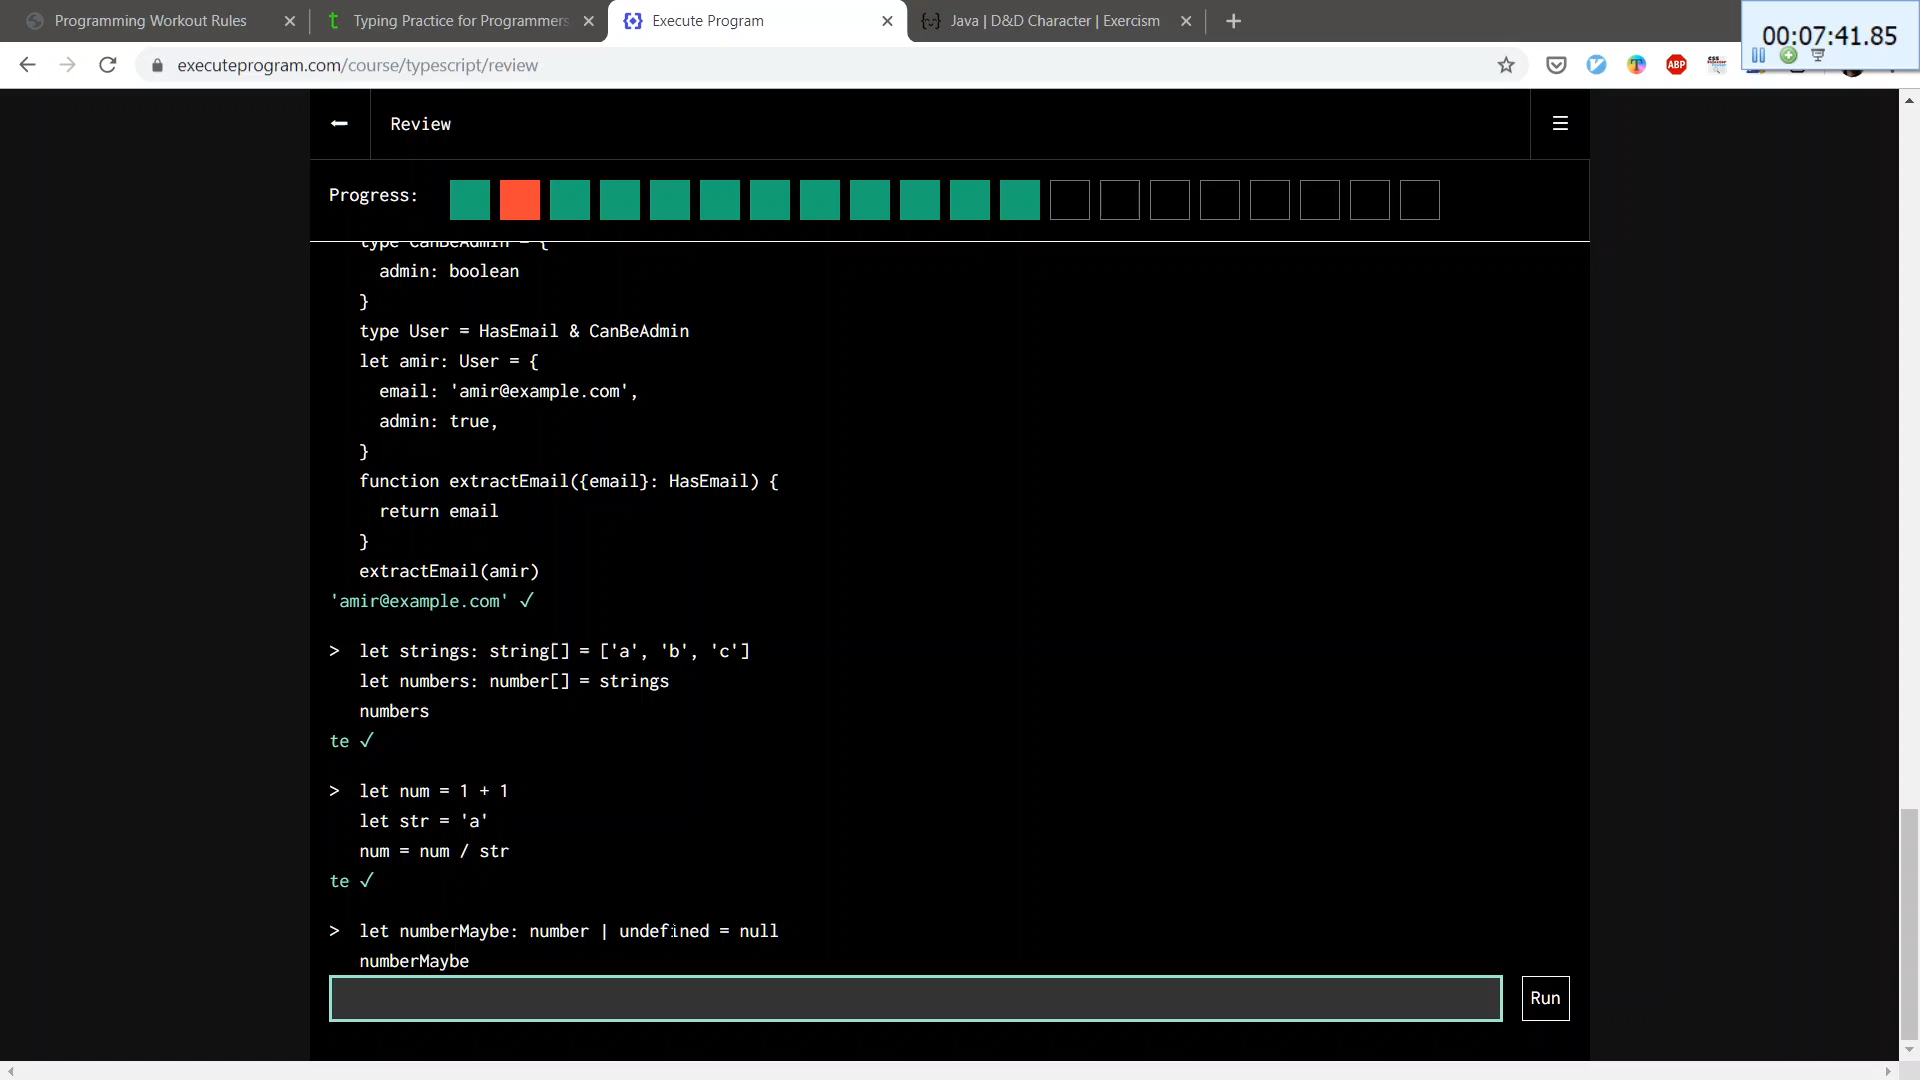 Programming Workout Rules
Typing Practice for Programmers
Execute Program
Java | D&D Character | Exercism
00:07:41.85
executeprogram.com/course/typescript/review
ABP
Review
Progress:
type CanBeAdmin = {
admin: boolean
}
type User = HasEmail & CanBeAdmin
let amir: User = {
email: 'amir@example.com',
admin: true,
}
function extractEmail({email}: HasEmail) {
return email
}
extractEmail(amir)
'amir@example.com' ✓
> let strings: string[] = ['a', 'b', 'c']
let numbers: number[] = strings
numbers
te ✓
> let num = 1 + 1
let str = 'a'
num = num / str
te ✓
> let numberMaybe: number | undefined = null
numberMaybe
Run